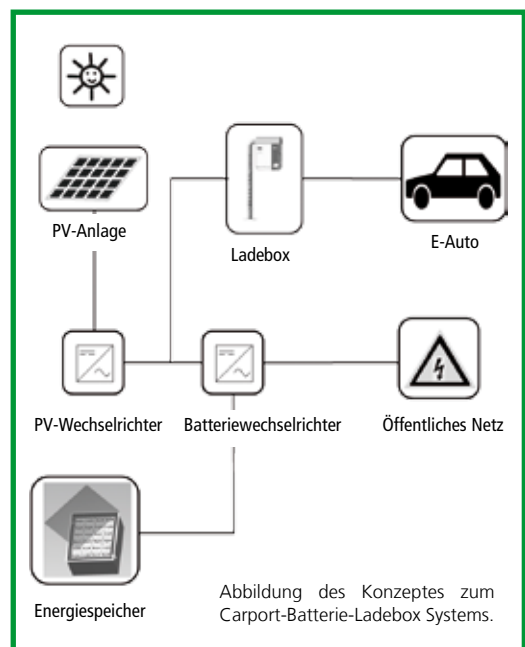 PV-Anlage
Ladebox
E-Auto
PV-Wechselrichter
Batteriewechselrichter
Öffentliches Netz
Energiespeicher
Abbildung des Konzeptes zum
Carport-Batterie-Ladebox Systems.